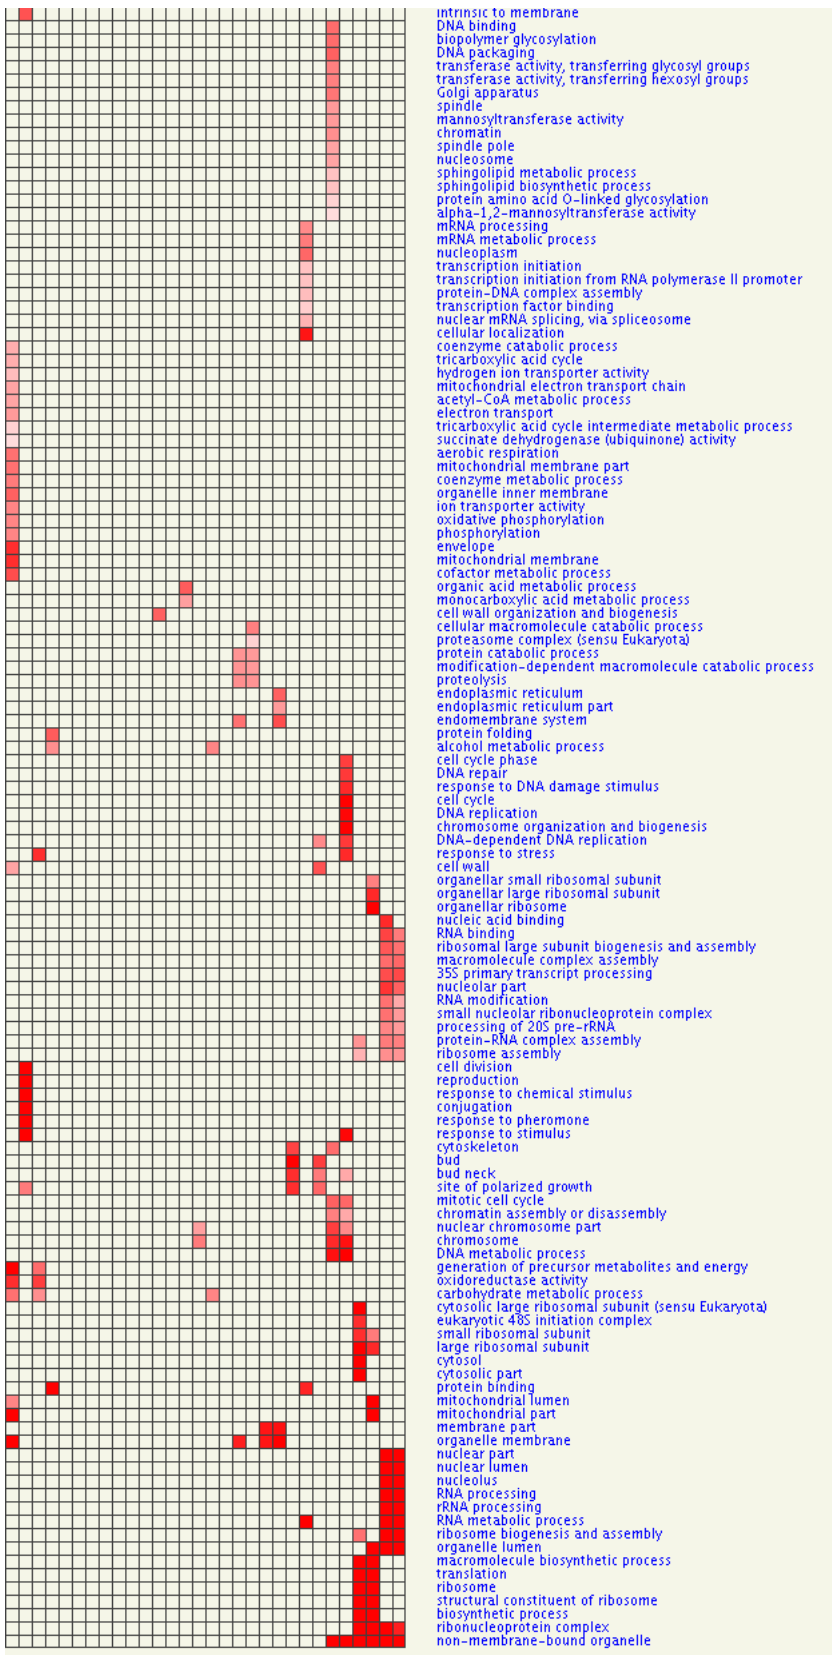 intrinsic to membrane
DNA binding
biopolymer glycosylation
DNA packaging
transferase activity, transferring glycosyl groups
transferase activity, transferring hexosyl groups
Golgi apparatus
spindle
mannosyltransferase activity
chromatin
spindle pole
nucleosome
sphingolipid metabolic process
sphingolipid biosynthetic process
protein amino acid O-linked glycosylation
alpha-1,2-mannosyltransferase activity
mRNA processing
mRNA metabolic process
nucleoplasm
transcription initiation
transcription initiation from RNA polymerase II promoter
protein-DNA complex assembly
transcription factor binding
nuclear mRNA splicing, via spliceosome
cellular localization
coenzyme catabolic process
tricarboxylic acid cycle
hydrogen ion transporter activity
mitochondrial electron transport chain
acetyl-CoA metabolic process
electron transport
tricarboxylic acid cycle intermediate metabolic process
succinate dehydrogenase (ubiquinone) activity
aerobic respiration
mitochondrial membrane part
coenzyme metabolic process
organelle inner membrane
ion transporter activity
oxidative phosphorylation
phosphorylation
envelope
mitochondrial membrane
cofactor metabolic process
organic acid metabolic process
monocarboxylic acid metabolic process
cell wall organization and biogenesis
cellular macromolecule catabolic process
proteasome complex (sensu Eukaryota)
protein catabolic process
modification-dependent macromolecule catabolic process
proteolysis
endoplasmic reticulum
endoplasmic reticulum part
endomembrane system
protein folding
alcohol metabolic process
cell cycle phase
DNA repair
response to DNA damage stimulus
cell cycle
DNA replication
chromosome organization and biogenesis
DNA-dependent DNA replication
response to stress
cell wall
organellar small ribosomal subunit
organellar large ribosomal subunit
organellar ribosome
nucleic acid binding
RNA binding
ribosomal large subunit biogenesis and assembly
macromolecule complex assembly
35S primary transcript processing
nucleolar part
RNA modification
small nucleolar ribonucleoprotein complex
processing of 20S pre-rRNA
protein-RNA complex assembly
ribosome assembly
cell division
reproduction
response to chemical stimulus
conjugation
response to pheromone
response to stimulus
cytoskeleton
bud
bud neck
site of polarized growth
mitotic cell cycle
chromatin assembly or disassembly
nuclear chromosome part
chromosome
DNA metabolic process
generation of precursor metabolites and energy
oxidoreductase activity
carbohydrate metabolic process
cytosolic large ribosomal subunit (sensu Eukaryota)
eukaryotic 48S initiation complex
small ribosomal subunit
large ribosomal subunit
cytosol
cytosolic part
protein binding
mitochondrial lumen
mitochondrial part
membrane part
organelle membrane
nuclear part
nuclear lumen
nucleolus
RNA processing
rRNA processing
RNA metabolic process
ribosome biogenesis and assembly
organelle lumen
macromolecule biosynthetic process
translation
ribosome
structural constituent of ribosome
biosynthetic process
ribonucleoprotein complex
non-membrane-bound organelle